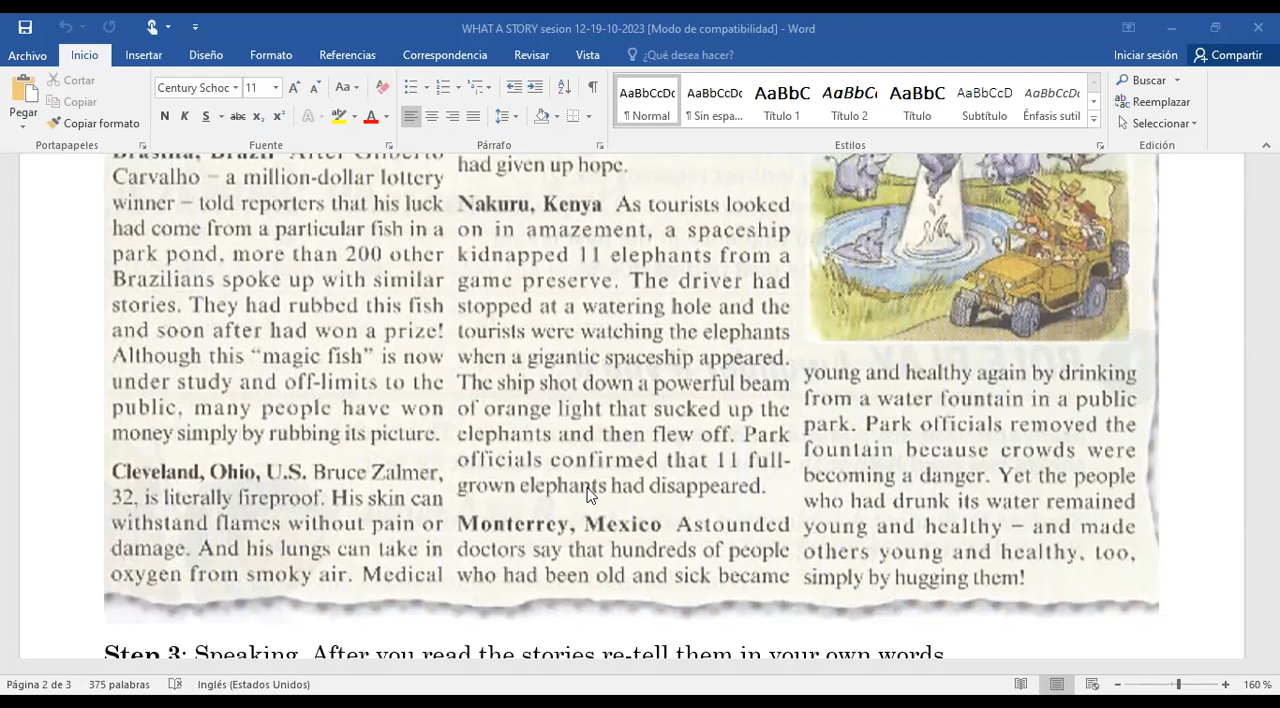 WHAT A STORY sesion 12-19-10-2023 [Modo de compatibilidad] - Word
Archivo Inicio Insertar Diseño Formato Referencias Correspondencia Revisar Vista ¿Qué desea hacer? Iniciar sesión Compartir
Pegar
Cortar
Copiar
Copiar formato
Portapapeles
Century Schoc 11 Aa
N K S abc x₂ x² A A
Fuente
Párrafo
AaBbCcDc AaBbCcDc AaBbC AaBbCc AaBbC AaBbCcD AaBbCcDc
¶ Normal ¶ Sin espa... Título 1 Título 2 Título Subtítulo Énfasis sutil
Estilos
Buscar
Reemplazar
Seleccionar
Edición
Brasilia, Brazil After Gilberto
Carvalho – a million-dollar lottery
winner – told reporters that his luck
had come from a particular fish in a
park pond, more than 200 other
Brazilians spoke up with similar
stories. They had rubbed this fish
and soon after had won a prize!
Although this “magic fish” is now
under study and off-limits to the
public, many people have won
money simply by rubbing its picture.
Cleveland, Ohio, U.S. Bruce Zalmer,
32, is literally fireproof. His skin can
withstand flames without pain or
damage. And his lungs can take in
oxygen from smoky air. Medical
had given up hope.
Nakuru, Kenya As tourists looked
on in amazement, a spaceship
kidnapped 11 elephants from a
game preserve. The driver had
stopped at a watering hole and the
tourists were watching the elephants
when a gigantic spaceship appeared.
The ship shot down a powerful beam
of orange light that sucked up the
elephants and then flew off. Park
officials confirmed that 11 full-
grown elephants had disappeared.
Monterrey, Mexico Astounded
doctors say that hundreds of people
who had been old and sick became
young and healthy again by drinking
from a water fountain in a public
park. Park officials removed the
fountain because crowds were
becoming a danger. Yet the people
who had drunk its water remained
young and healthy – and made
others young and healthy, too,
simply by hugging them!
Step 3: Speaking. After you read the stories re-tell them in your own words
Página 2 de 3 375 palabras Inglés (Estados Unidos) 160 %